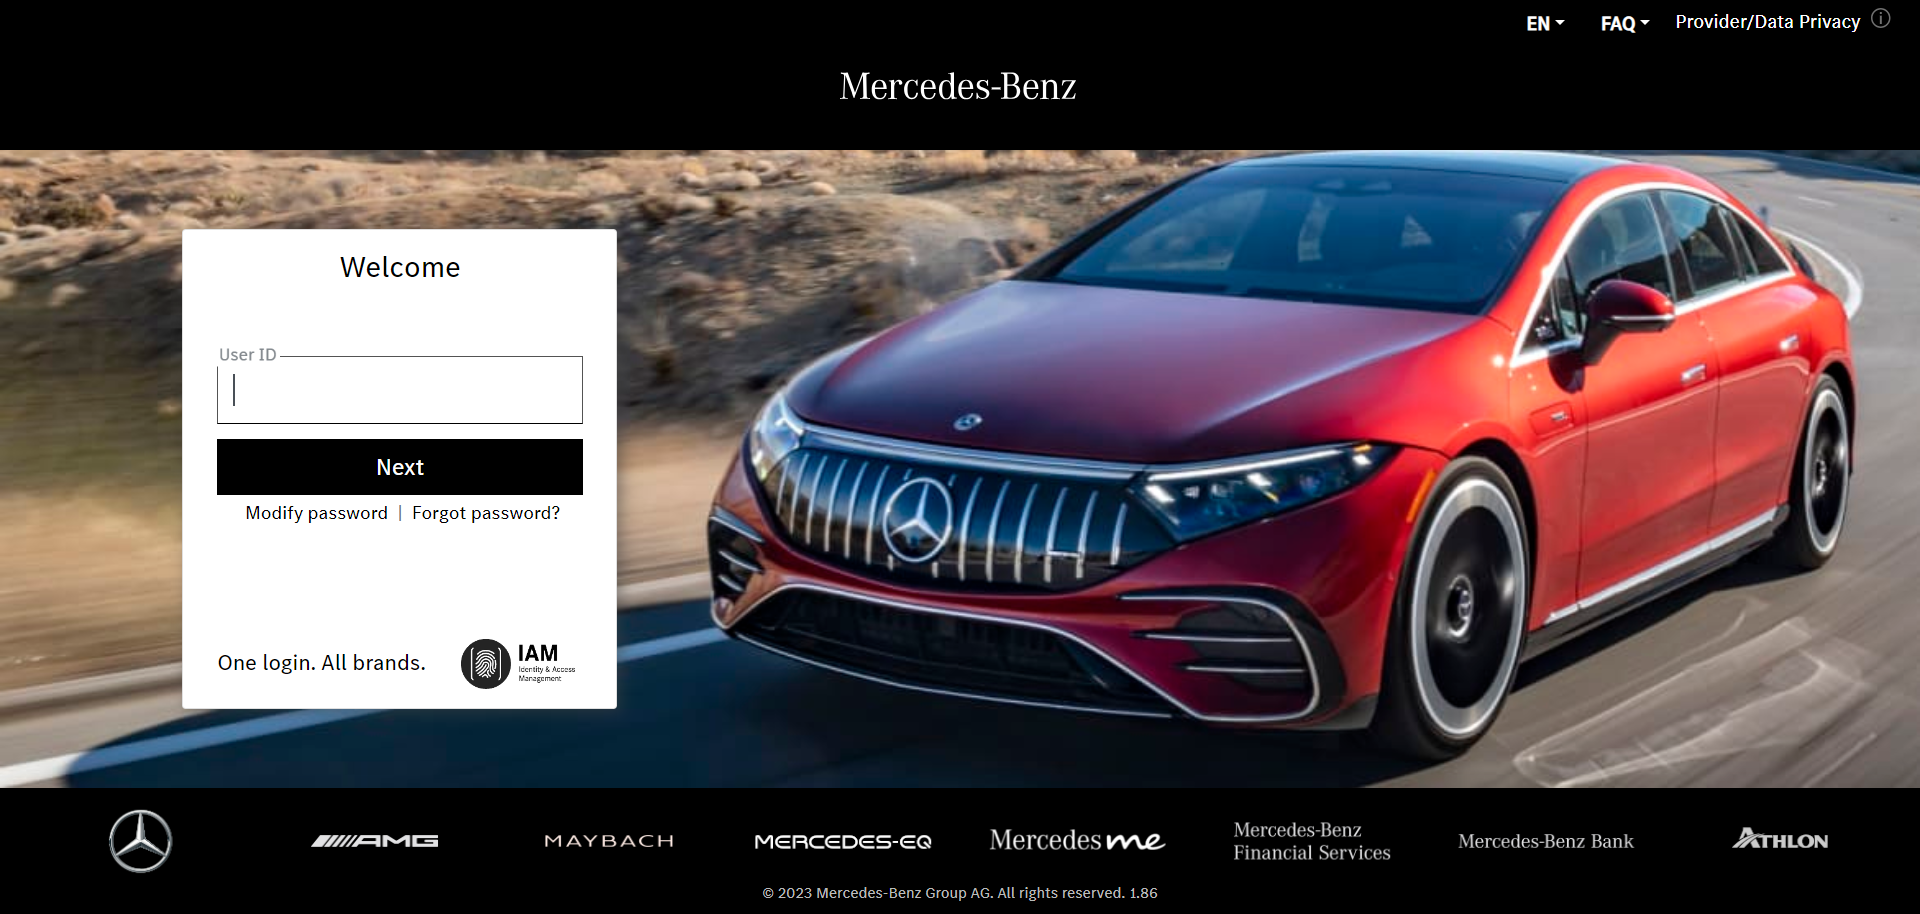 EN
FAQ
Provider/Data Privacy
Mercedes-Benz
Welcome
User ID
Next
Modify password | Forgot password?
One login. All brands.
IAM
Identity & Access
Management
AMG
MAYBACH
MERCEDES-EQ
Mercedes me
Mercedes-Benz
Financial Services
Mercedes-Benz Bank
ATHLON
© 2023 Mercedes-Benz Group AG. All rights reserved. 1.86